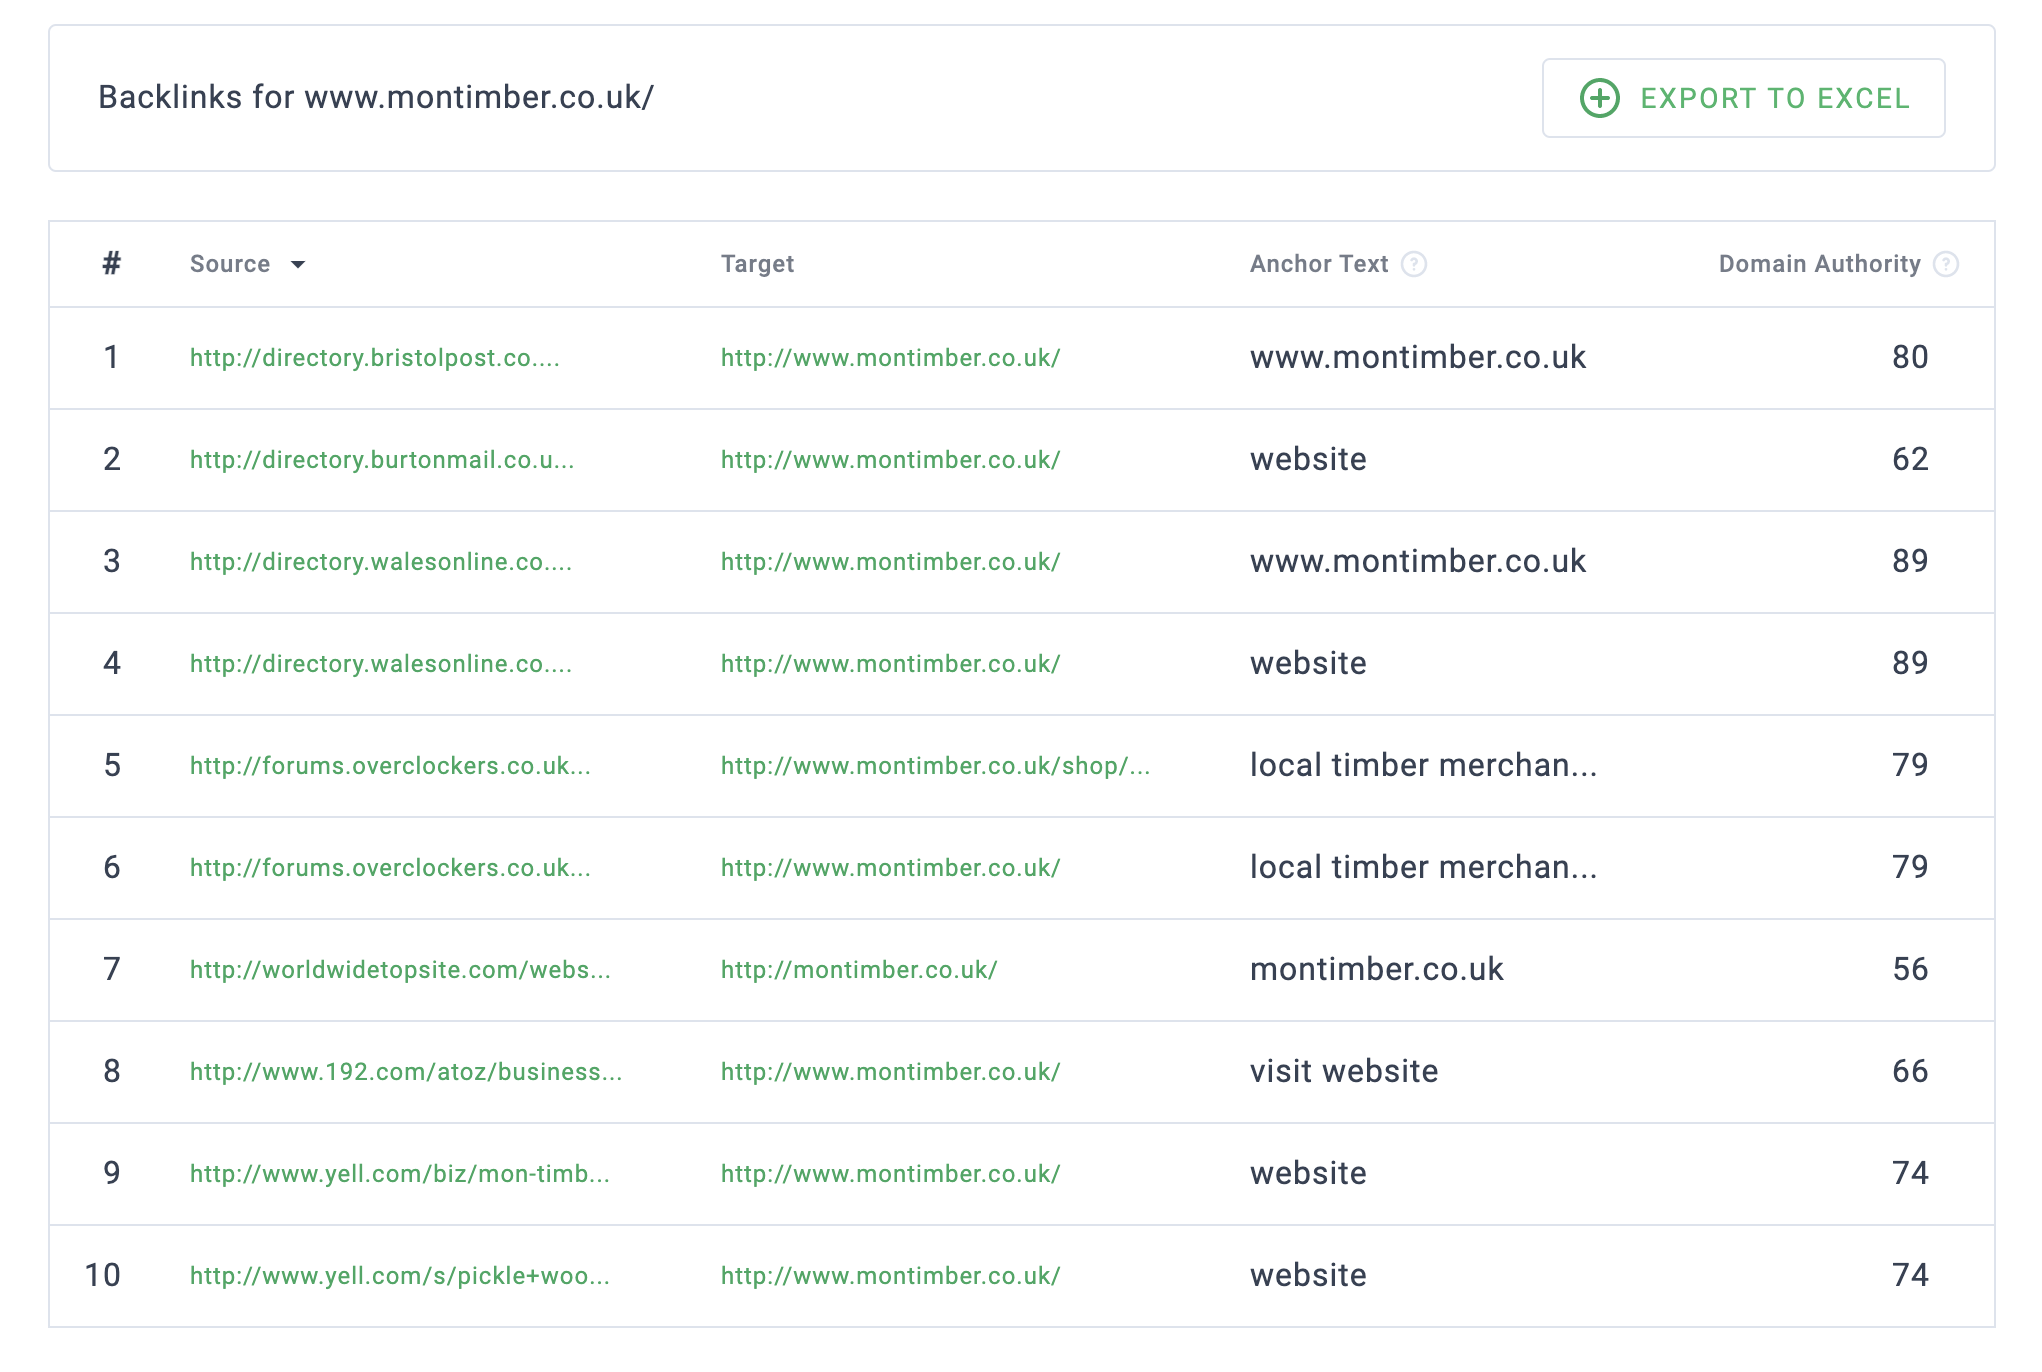 Backlinks for www.montimber.co.uk/
EXPORT TO EXCEL
# Source Target Anchor Text ? Domain Authority ?
1 http://directory.bristolpost.co.... http://www.montimber.co.uk/ www.montimber.co.uk 80
2 http://directory.burtonmail.co.u... http://www.montimber.co.uk/ website 62
3 http://directory.walesonline.co.... http://www.montimber.co.uk/ www.montimber.co.uk 89
4 http://directory.walesonline.co.... http://www.montimber.co.uk/ website 89
5 http://forums.overclockers.co.uk... http://www.montimber.co.uk/shop/... local timber merchan... 79
6 http://forums.overclockers.co.uk... http://www.montimber.co.uk/ local timber merchan... 79
7 http://worldwidetopsite.com/webs... http://montimber.co.uk/ montimber.co.uk 56
8 http://www.192.com/atoz/business... http://www.montimber.co.uk/ visit website 66
9 http://www.yell.com/biz/mon-timb... http://www.montimber.co.uk/ website 74
10 http://www.yell.com/s/pickle+woo... http://www.montimber.co.uk/ website 74